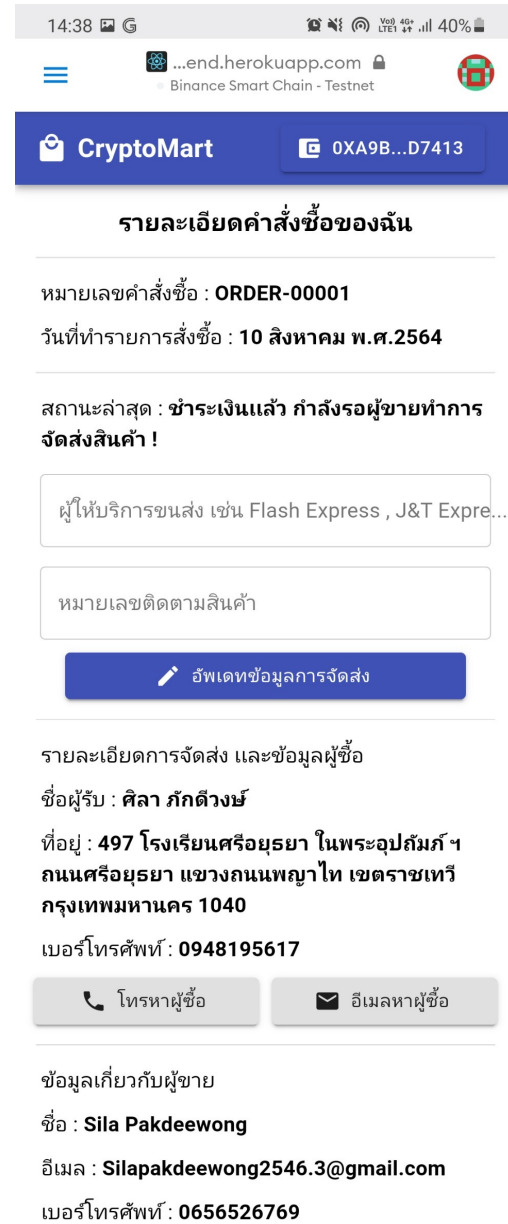 14:38 G Vo)) LTE1 4G+ 40%
...end.herokuapp.com
Binance Smart Chain - Testnet
CryptoMart 0XA9B...D7413
รายละเอียดคำสั่งซื้อของฉัน
หมายเลขคำสั่งซื้อ : ORDER-00001
วันที่ทำรายการสั่งซื้อ : 10 สิงหาคม พ.ศ.2564
สถานะล่าสุด : ชำระเงินแล้ว กำลังรอผู้ขายทำการ
จัดส่งสินค้า !
ผู้ให้บริการขนส่ง เช่น Flash Express , J&T Expre...
หมายเลขติดตามสินค้า
อัพเดทข้อมูลการจัดส่ง
รายละเอียดการจัดส่ง และข้อมูลผู้ซื้อ
ชื่อผู้รับ : ศิลา ภักดีวงษ์
ที่อยู่ : 497 โรงเรียนศรีอยุธยา ในพระอุปถัมภ์ ฯ
ถนนศรีอยุธยา แขวงถนนพญาไท เขตราชเทวี
กรุงเทพมหานคร 1040
เบอร์โทรศัพท์ : 0948195617
โทรหาผู้ซื้อ อีเมลหาผู้ซื้อ
ข้อมูลเกี่ยวกับผู้ขาย
ชื่อ : Sila Pakdeewong
อีเมล : Silapakdeewong2546.3@gmail.com
เบอร์โทรศัพท์ : 0656526769